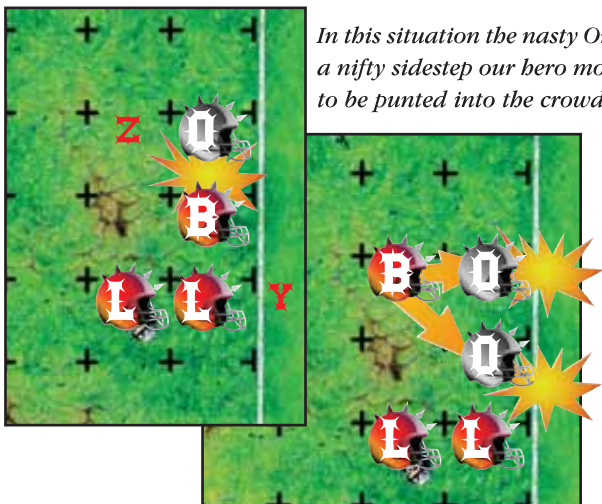 In this situation the nasty
a nifty sidestep our hero
to be punted into the crowd
Z
O
B
L L Y
B O
O
L L